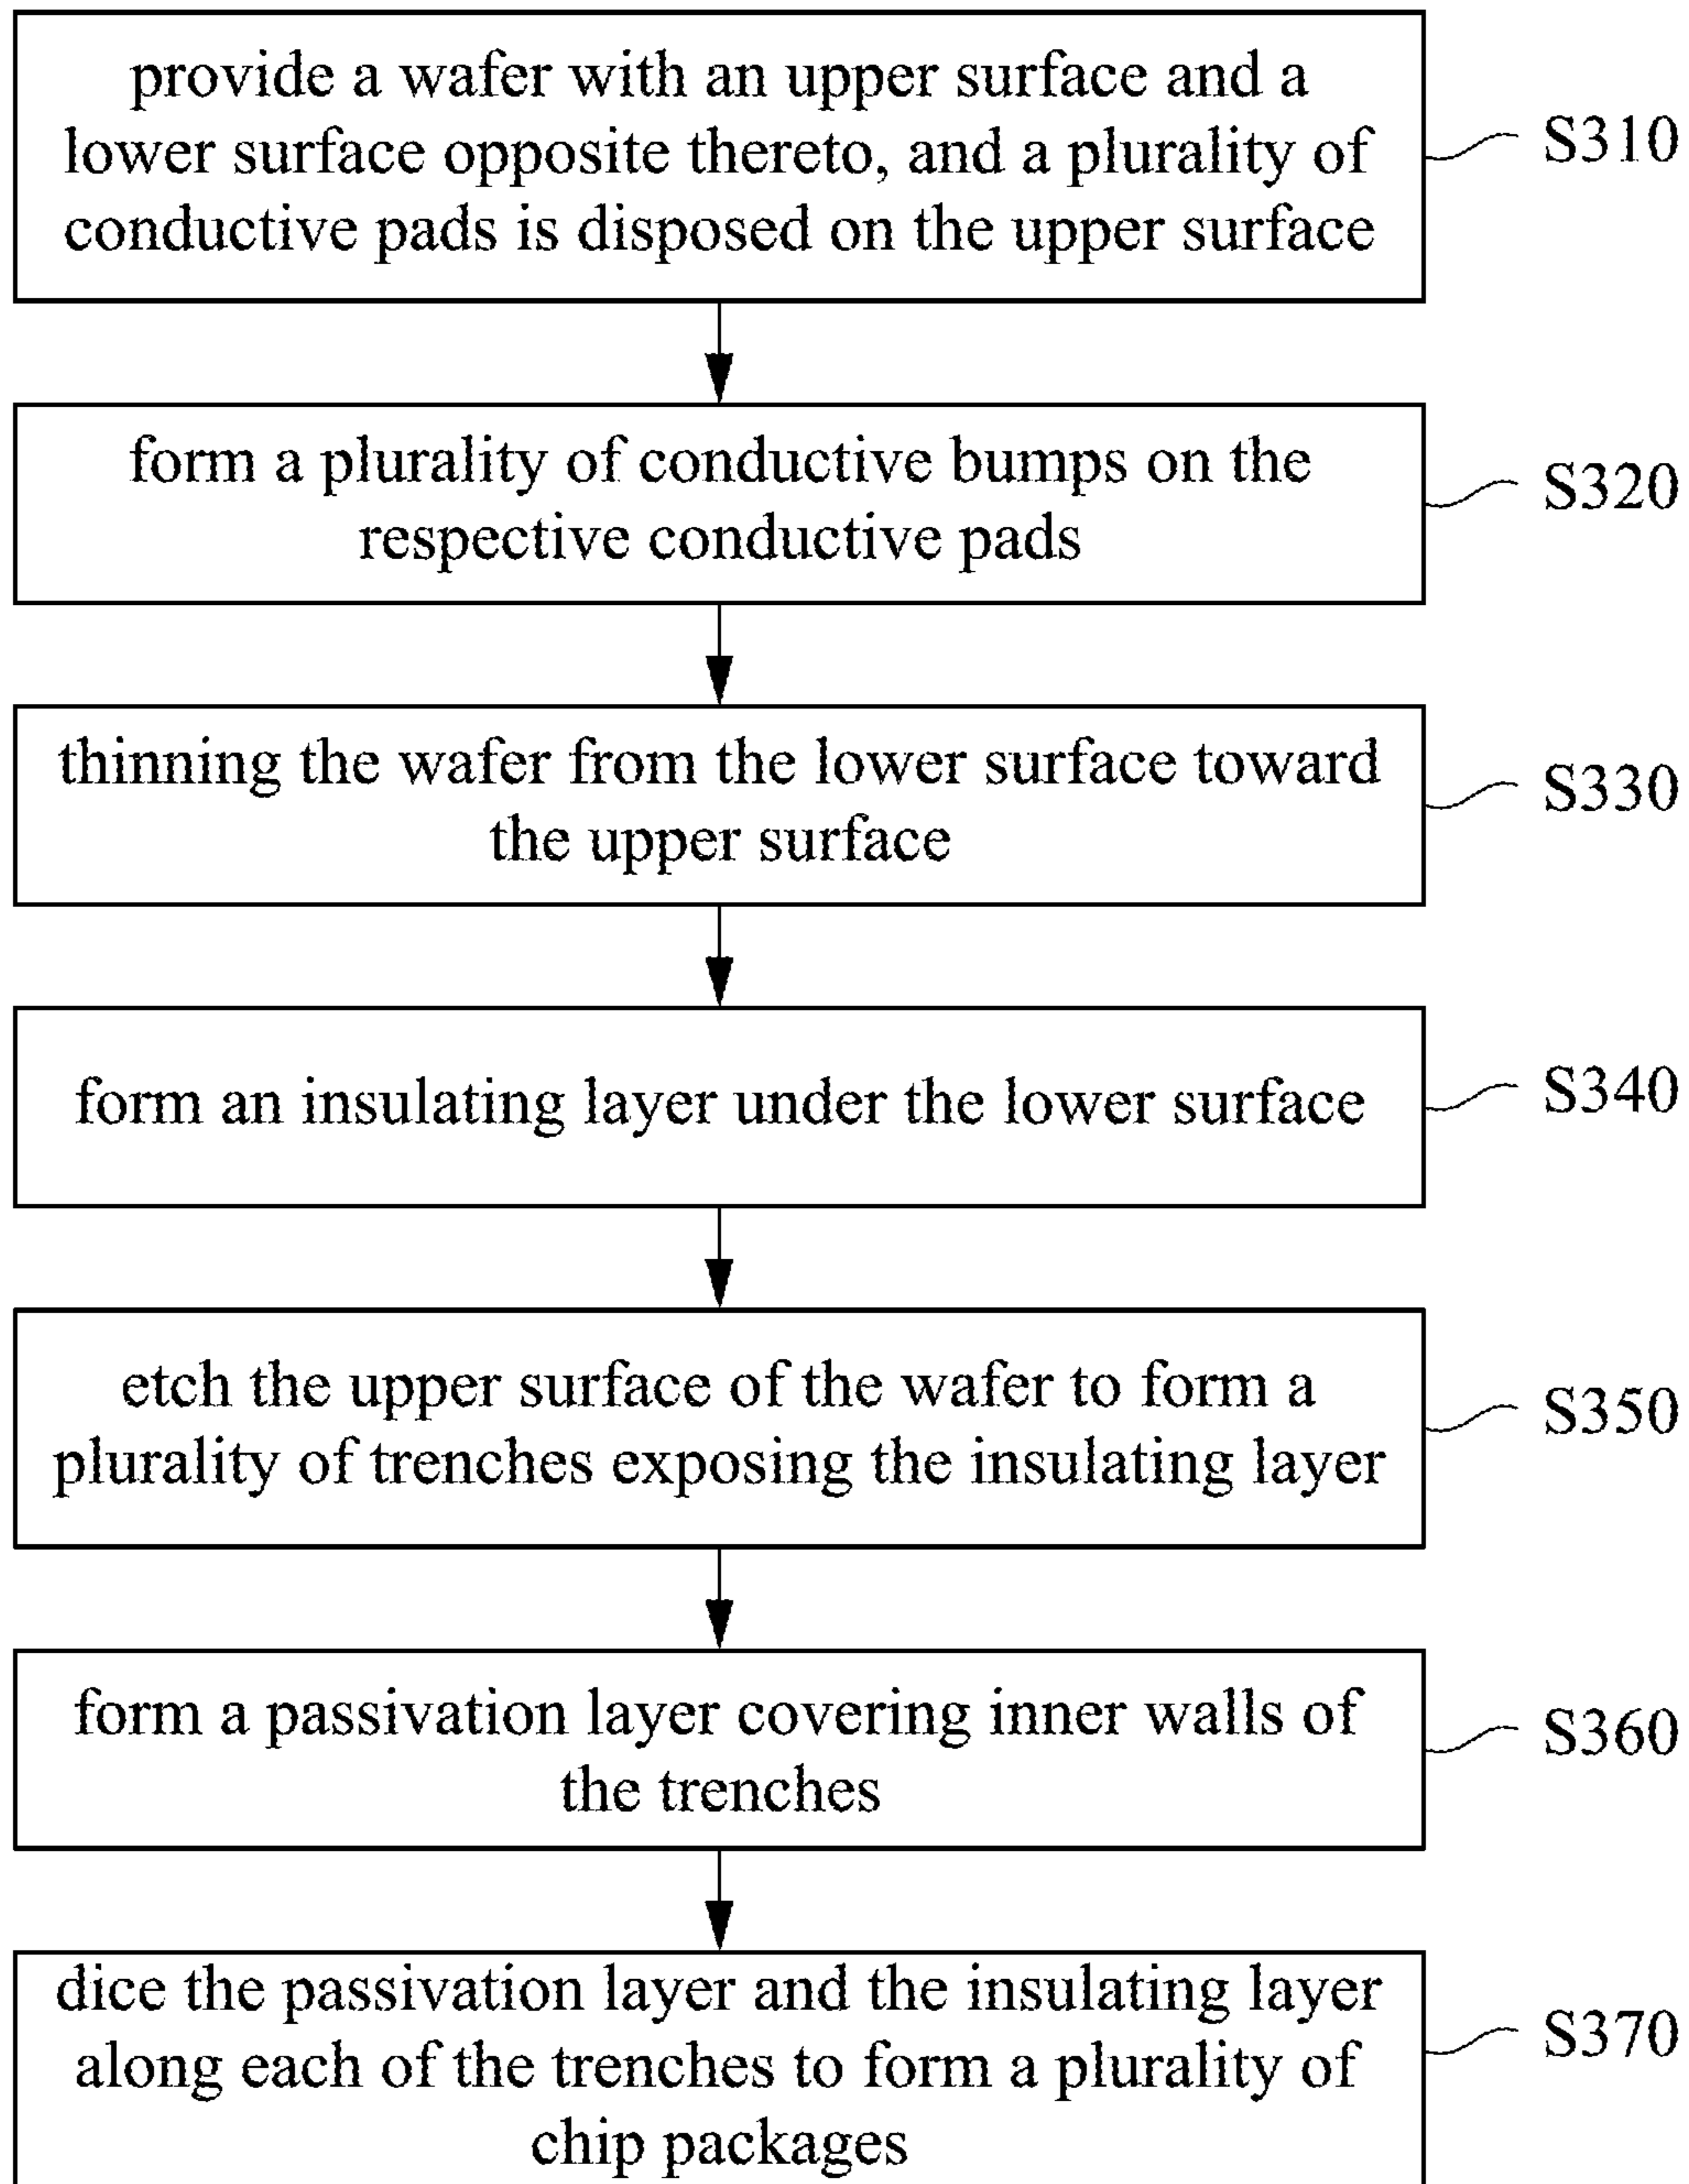 provide a wafer with an upper surface and a
lower surface opposite thereto, and a plurality of
conductive pads is disposed on the upper surface
S310
form a plurality of conductive bumps on the
respective conductive pads
S320
thinning the wafer from the lower surface toward
the upper surface
S330
form an insulating layer under the lower surface
S340
etch the upper surface of the wafer to form a
plurality of trenches exposing the insulating layer
S350
form a passivation layer covering inner walls of
the trenches
S360
dice the passivation layer and the insulating layer
along each of the trenches to form a plurality of
chip packages
S370